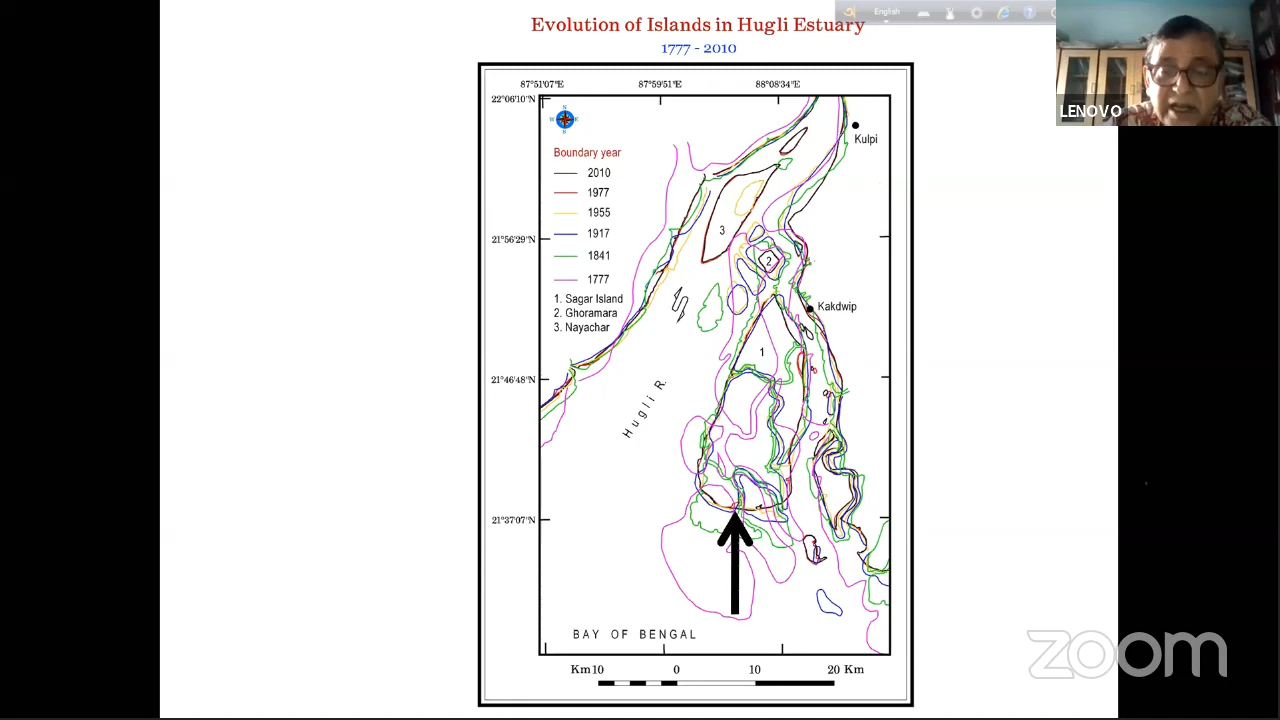 English
Evolution of Islands in Hugli Estuary
1777 - 2010
LENOVO
87°51'07"E 87°59'51"E 88°08'34"E
22°06'10"N
N
W E
S
Kulpi
Boundary year
2010
1977
1955
1917
1841
1777
1. Sagar Island
2. Ghoramara
3. Nayachar
21°56'29"N
3
2
Kakdwip
1
21°46'48"N
Hugli R.
21°37'07"N
BAY OF BENGAL
Km10 0 10 20 Km
zoom